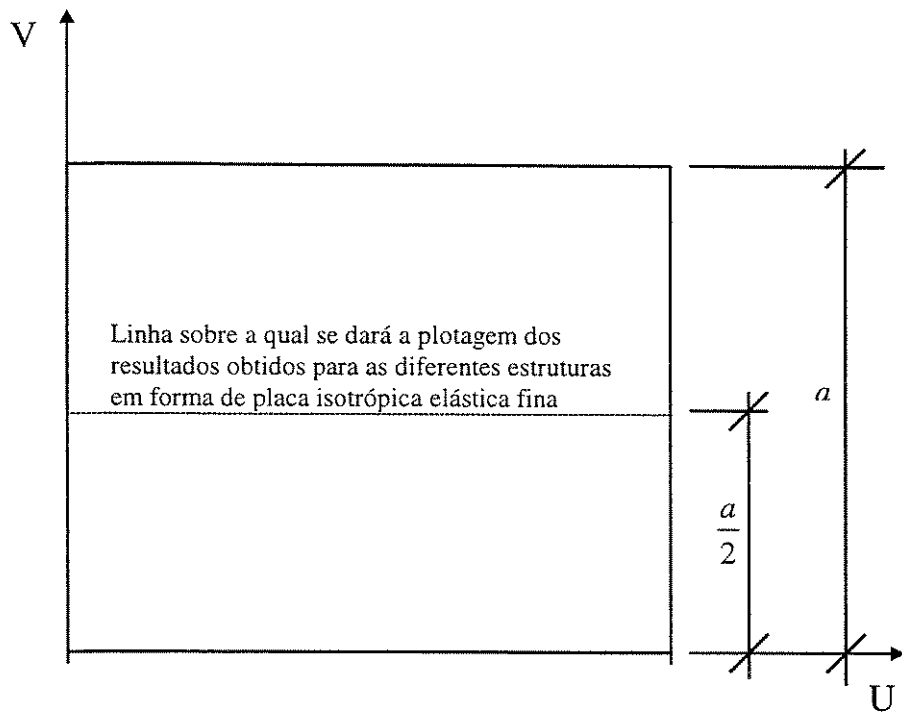 V
Linha sobre a qual se dará a plotagem dos
resultados obtidos para as diferentes estruturas
em forma de placa isotrópica elástica fina
a
a
2
U